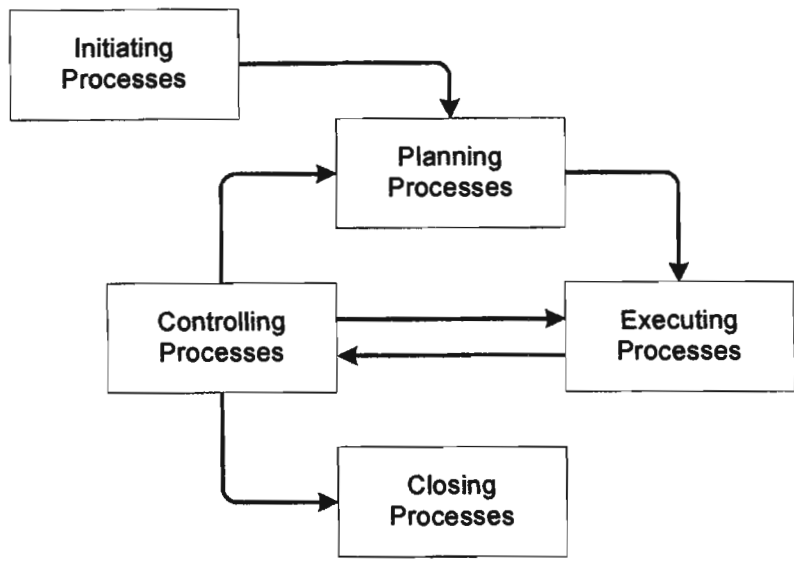 Initiating
Processes
Planning
Processes
Controlling
Processes
Executing
Processes
Closing
Processes